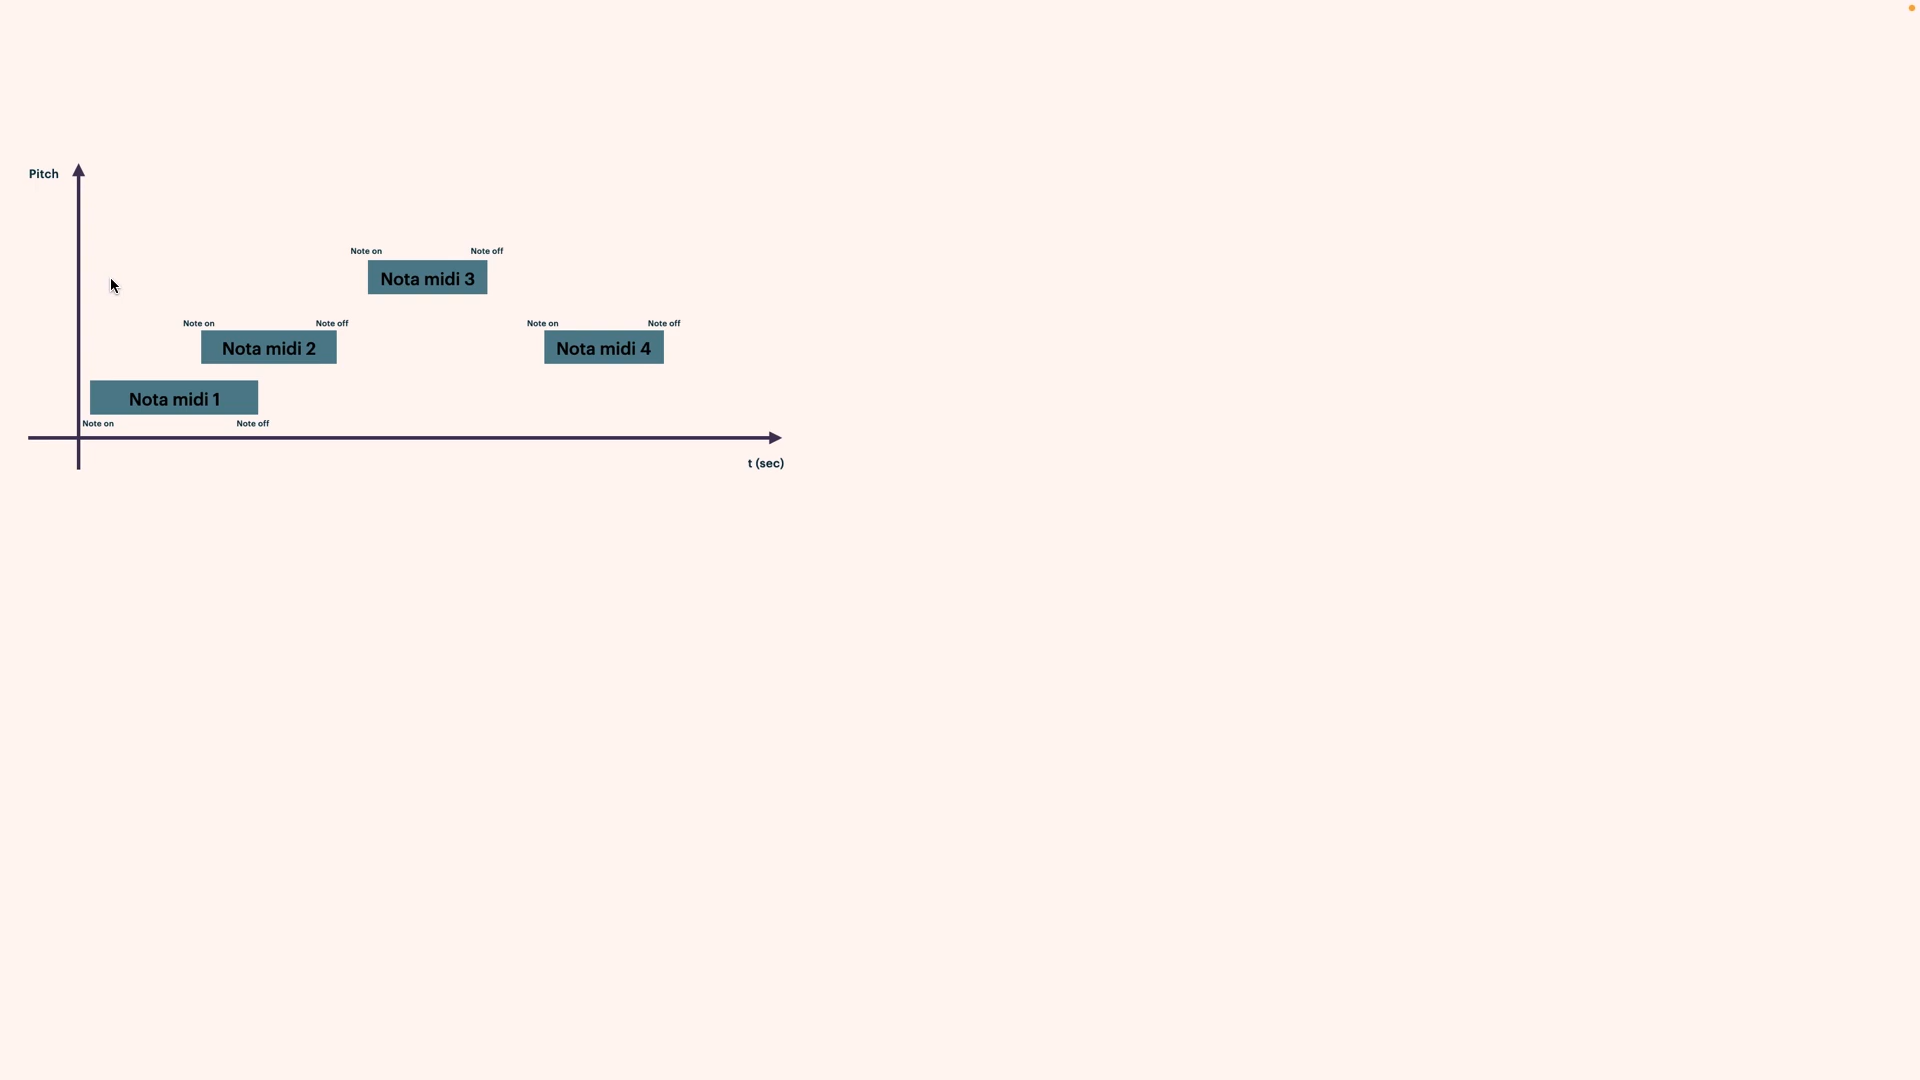 Pitch
Note on Note off
Nota midi 3
Note on Note off Note on Note off
Nota midi 2 Nota midi 4
Nota midi 1
Note on Note off
t (sec)